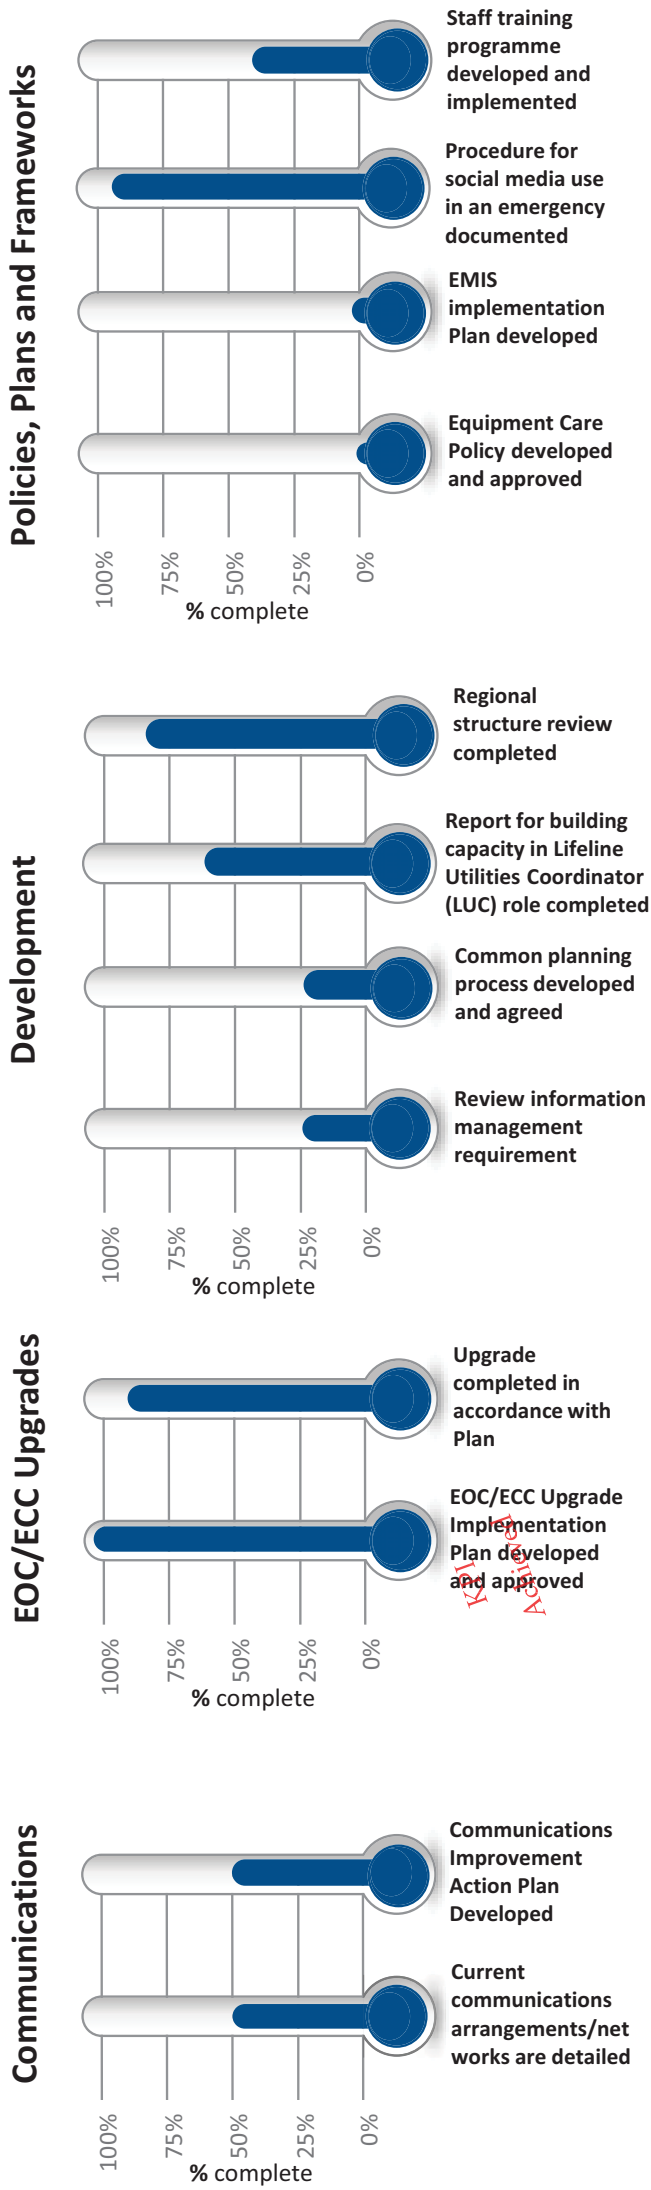 Policies, Plans and Frameworks
Staff training
programme
developed and
implemented
Procedure for
social media use
in an emergency
documented
EMIS
implementation
Plan developed
Equipment Care
Policy developed
and approved
100%
75%
50%
25%
0%
% complete
Development
Regional
structure review
completed
Report for building
capacity in Lifeline
Utilities Coordinator
(LUC) role completed
Common planning
process developed
and agreed
Review information
management
requirement
100%
75%
50%
25%
0%
% complete
EOC/ECC Upgrades
Upgrade
completed in
accordance with
Plan
EOC/ECC Upgrade
Implementation
Plan developed
and approved
KPI
Achieved
100%
75%
50%
25%
0%
% complete
Communications
Communications
Improvement
Action Plan
Developed
Current
communications
arrangements/net
works are detailed
100%
75%
50%
25%
0%
% complete